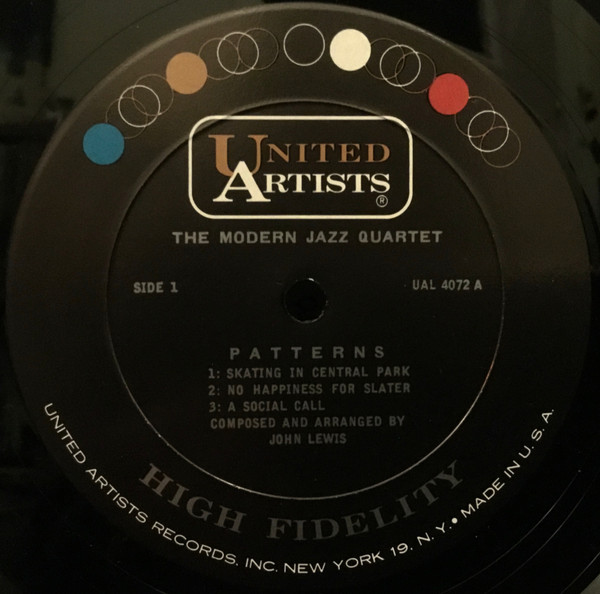 UNITED
ARTISTS
®
THE MODERN JAZZ QUARTET
SIDE 1
UAL 4072 A
PATTERNS
1: SKATING IN CENTRAL PARK
2: NO HAPPINESS FOR SLATER
3: A SOCIAL CALL
COMPOSED AND ARRANGED BY
JOHN LEWIS
HIGH FIDELITY
UNITED ARTISTS RECORDS, INC. NEW YORK 19, N. Y. • MADE IN U. S. A.